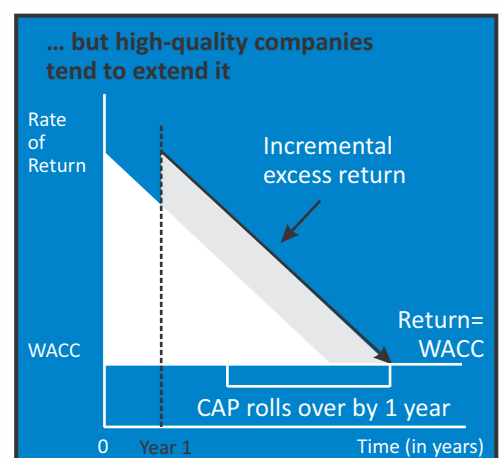 ... but high-quality companies
tend to extend it
Rate
of
Return
Incremental
excess return
Return=
WACC
WACC
CAP rolls over by 1 year
0
Year 1
Time (in years)